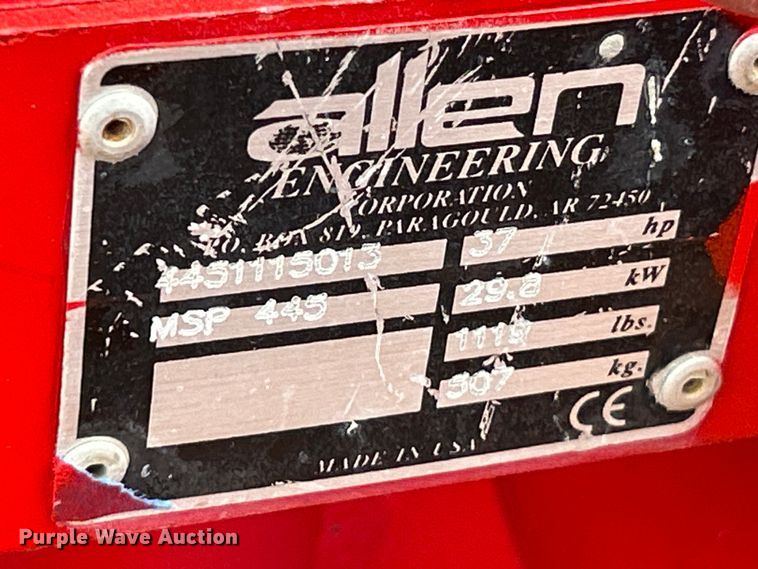 allen
ENGINEERING
CORPORATION
P.O. BOX 819, PARAGOULD, AR 72450
4451115013 37 hp
MSP 445 29.8 kW
1118 lbs.
507 kg.
CE
MADE IN USA
Purple Wave Auction